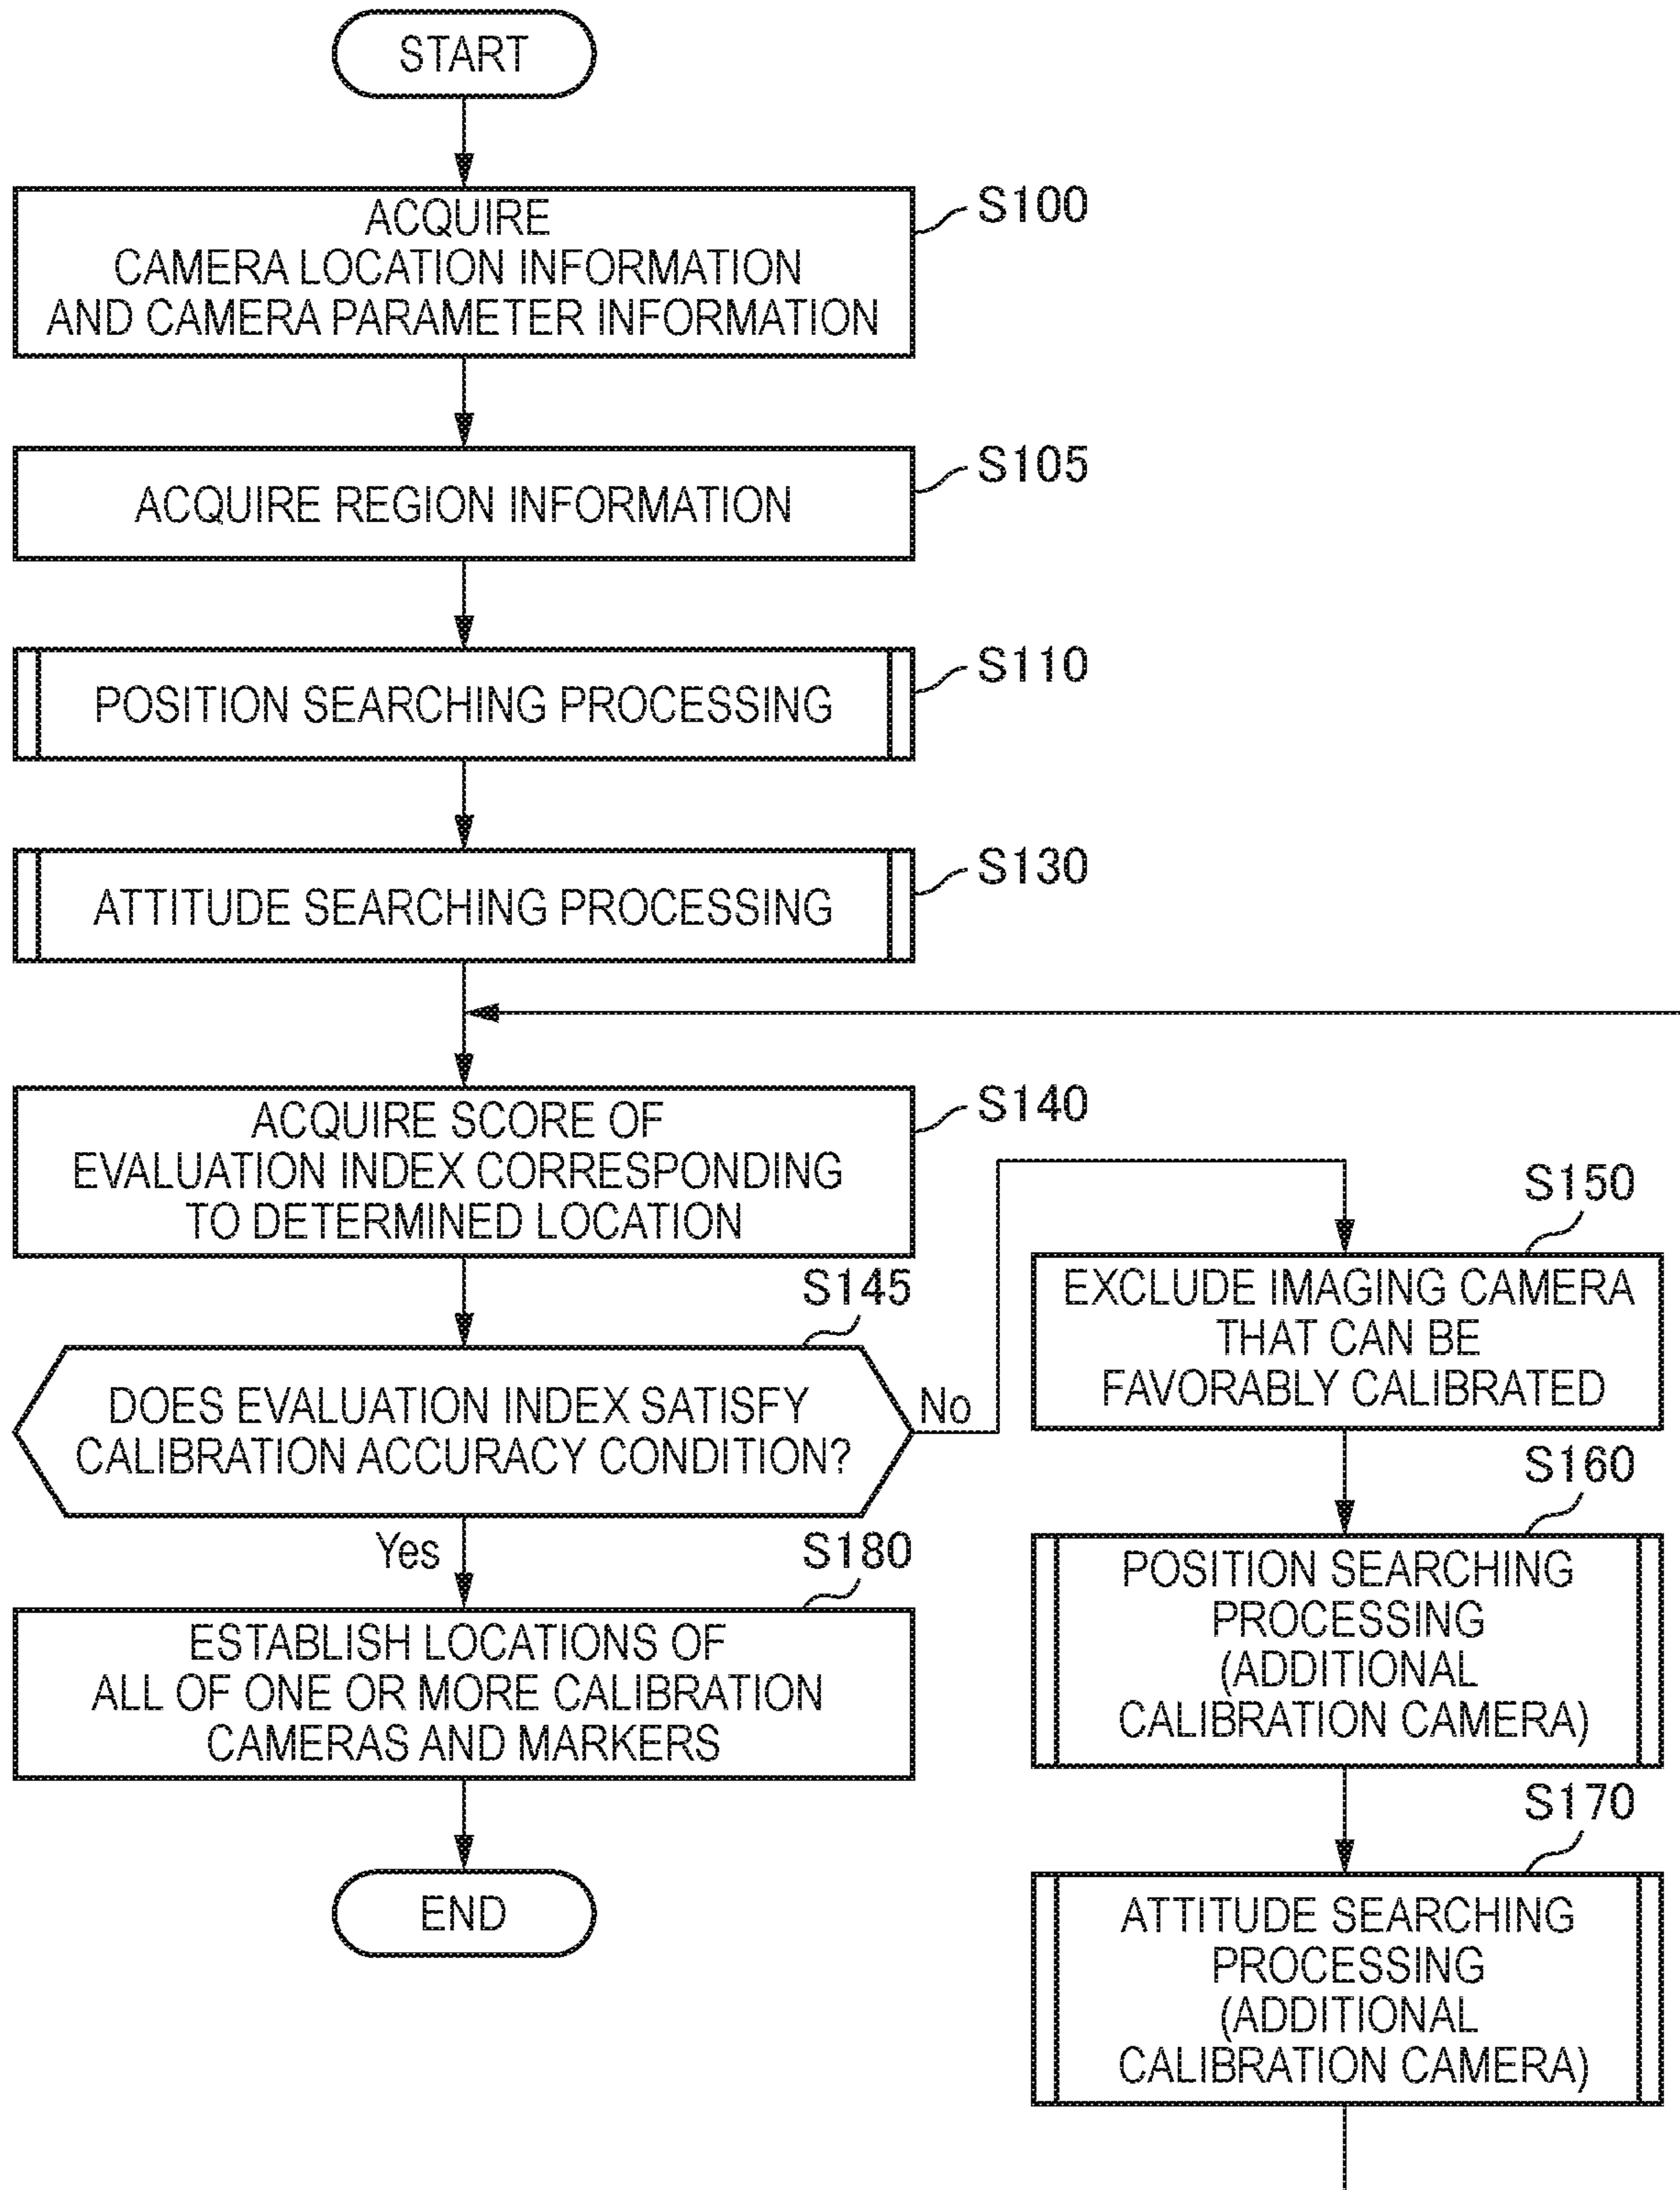 START
ACQUIRE
CAMERA LOCATION INFORMATION
AND CAMERA PARAMETER INFORMATION
S100
ACQUIRE REGION INFORMATION
S105
POSITION SEARCHING PROCESSING
S110
ATTITUDE SEARCHING PROCESSING
S130
ACQUIRE SCORE OF
EVALUATION INDEX CORRESPONDING
TO DETERMINED LOCATION
S140
S145
DOES EVALUATION INDEX SATISFY
CALIBRATION ACCURACY CONDITION?
No
Yes
S180
ESTABLISH LOCATIONS OF
ALL OF ONE OR MORE CALIBRATION
CAMERAS AND MARKERS
END
S150
EXCLUDE IMAGING CAMERA
THAT CAN BE
FAVORABLY CALIBRATED
S160
POSITION SEARCHING
PROCESSING
(ADDITIONAL
CALIBRATION CAMERA)
S170
ATTITUDE SEARCHING
PROCESSING
(ADDITIONAL
CALIBRATION CAMERA)